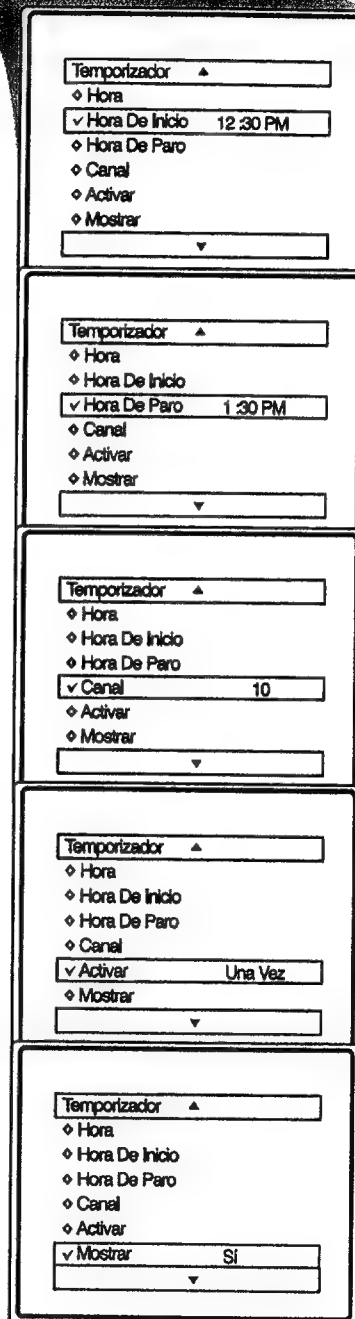 Temporizador ▲
◇ Hora
✓ Hora De Inicio 12:30 PM
◇ Hora De Paro
◇ Canal
◇ Activar
◇ Mostrar
▼
Temporizador ▲
◇ Hora
◇ Hora De Inicio
✓ Hora De Paro 1:30 PM
◇ Canal
◇ Activar
◇ Mostrar
▼
Temporizador ▲
◇ Hora
◇ Hora De Inicio
◇ Hora De Paro
✓ Canal 10
◇ Activar
◇ Mostrar
▼
Temporizador ▲
◇ Hora
◇ Hora De Inicio
◇ Hora De Paro
◇ Canal
✓ Activar Una Vez
◇ Mostrar
▼
Temporizador ▲
◇ Hora
◇ Hora De Inicio
◇ Hora De Paro
◇ Canal
◇ Activar
✓ Mostrar Sí
▼